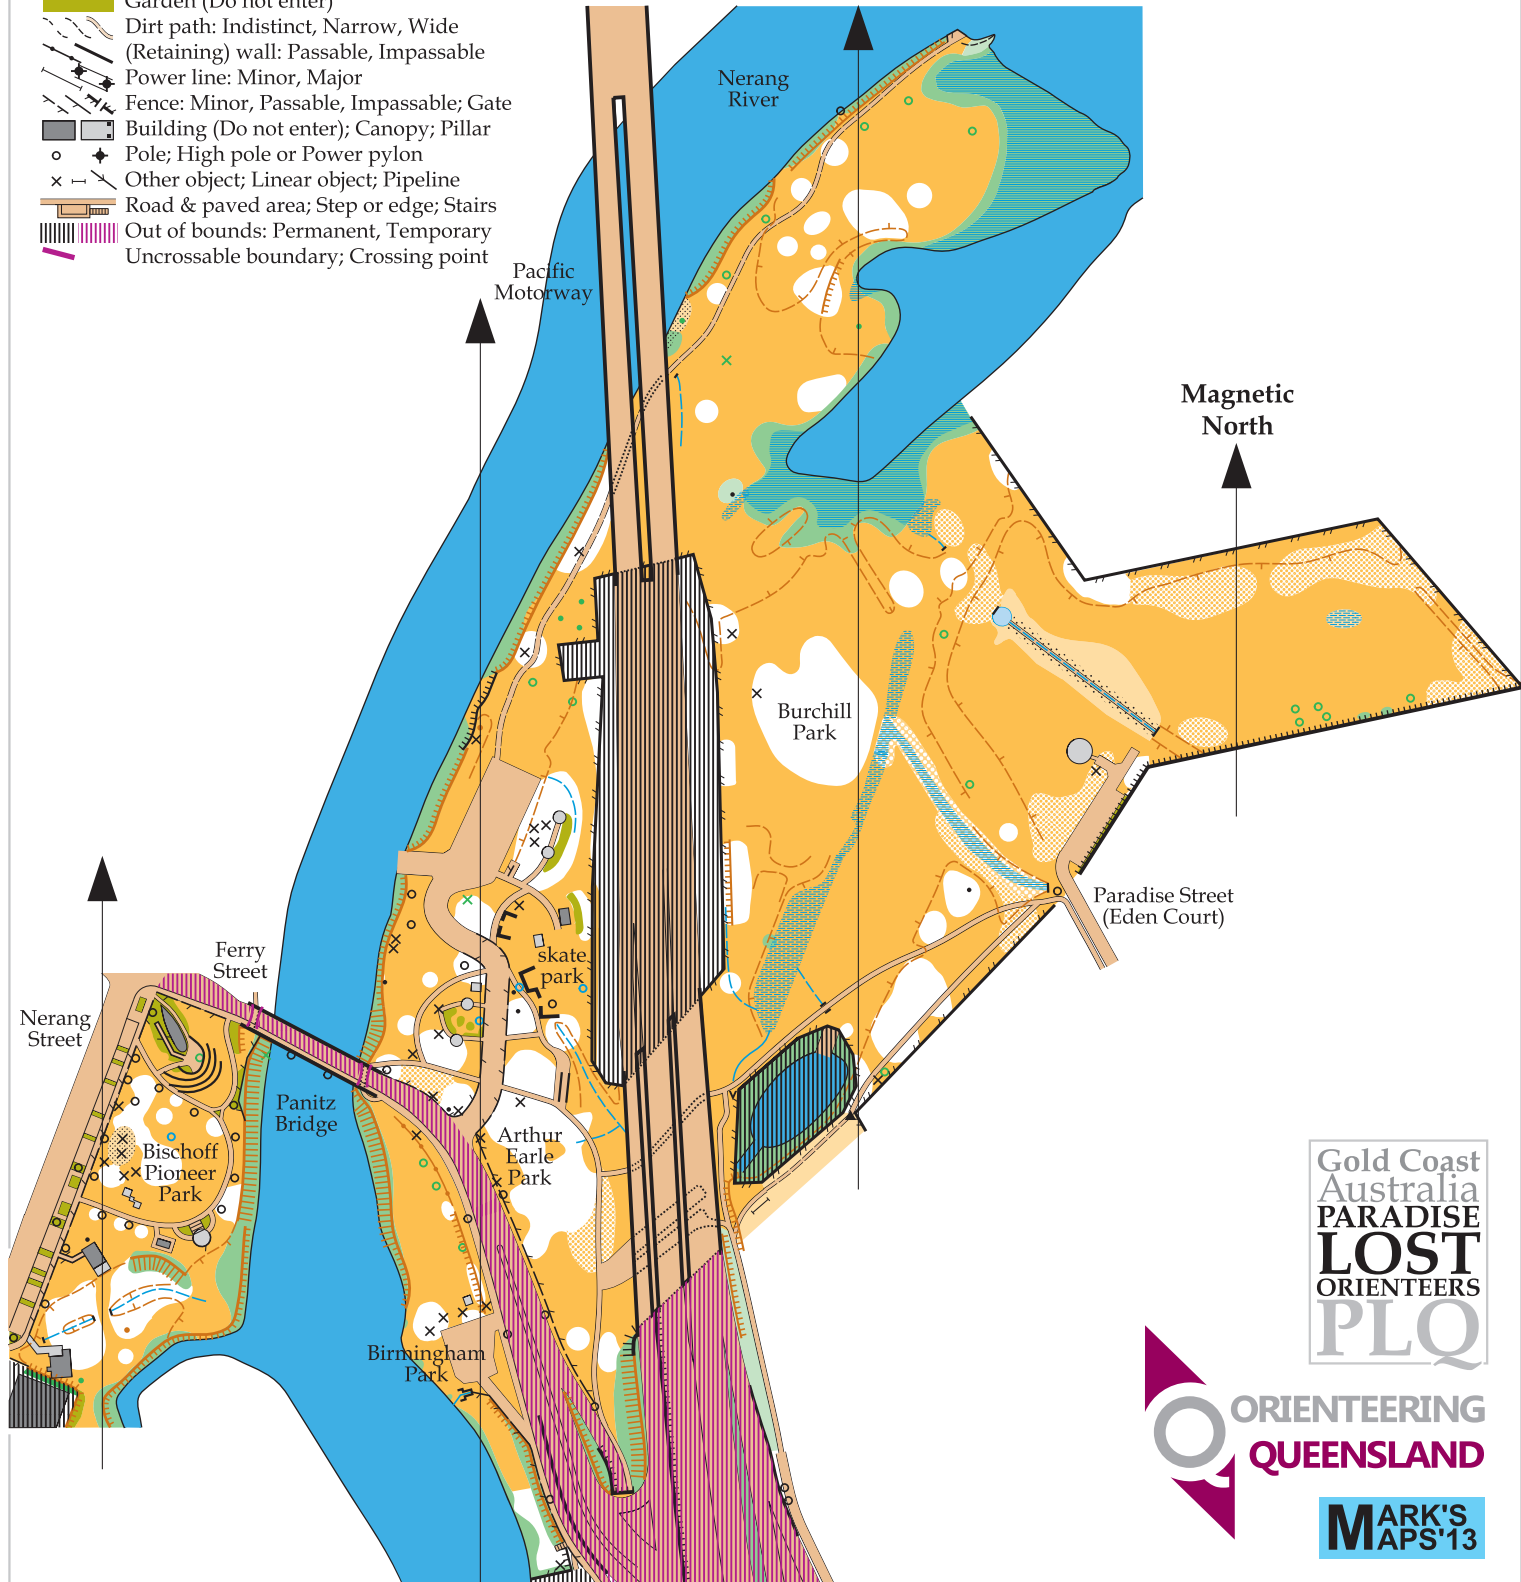 Garden (Do not enter)
Dirt path: Indistinct, Narrow, Wide
(Retaining) wall: Passable, Impassable
Power line: Minor, Major
Fence: Minor, Passable, Impassable; Gate
Building (Do not enter); Canopy; Pillar
Pole; High pole or Power pylon
Other object; Linear object; Pipeline
Road & paved area; Step or edge; Stairs
Out of bounds: Permanent, Temporary
Uncrossable boundary; Crossing point
Nerang
River
Pacific
Motorway
Magnetic
North
Burchill
Park
Paradise Street
(Eden Court)
Ferry
Street
skate
park
Nerang
Street
Panitz
Bridge
Arthur
Earle
Park
Bischoff
Pioneer
Park
Birmingham
Park
Gold Coast
Australia
PARADISE
LOST
ORIENTEERS
PLQ
ORIENTEERING
QUEENSLAND
MARK'S
MAPS'13